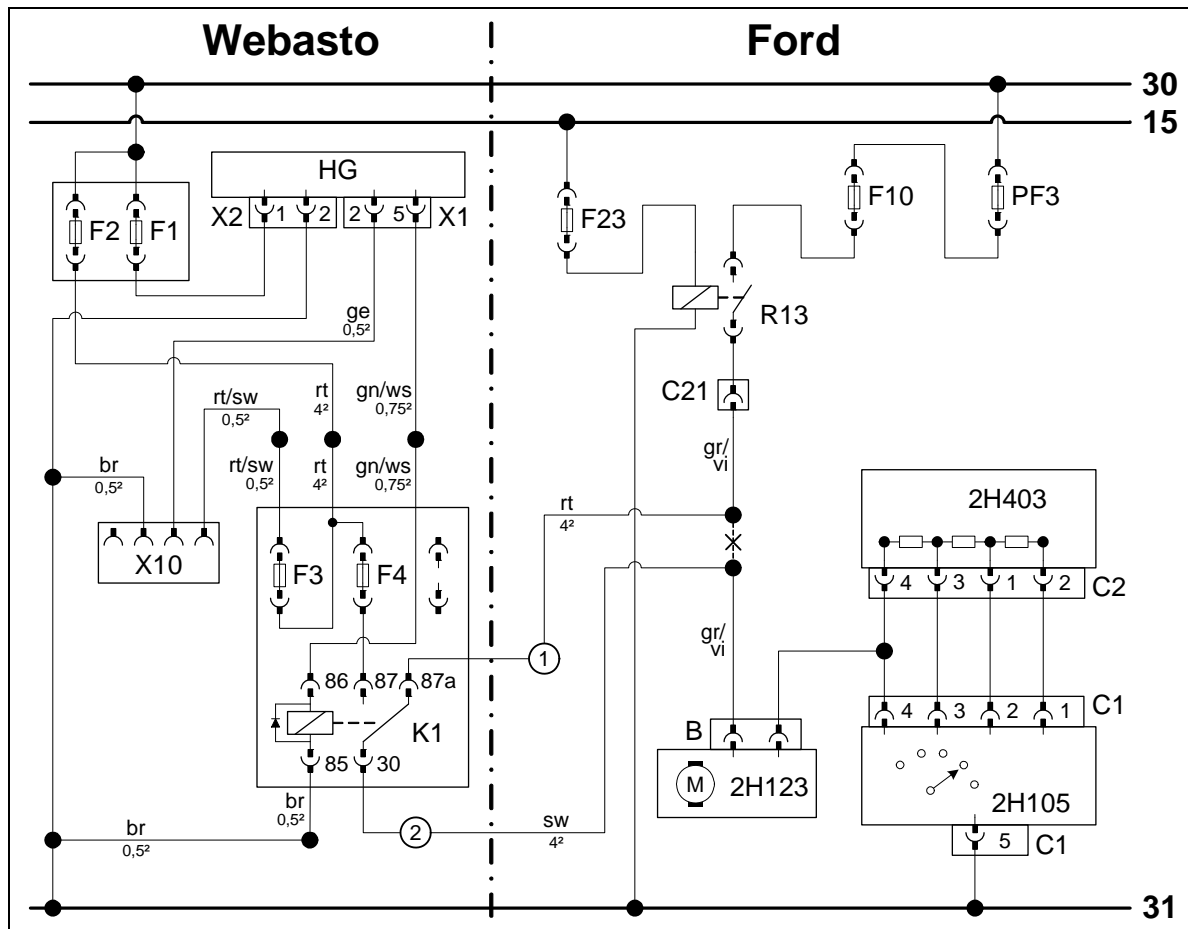 Webasto
Ford
30
15
HG
X2 1 2 2 5 X1
F2 F1
F23
F10
PF3
R13
ge
0,5²
rt/sw
0,5²
rt
4²
gn/ws
0,75²
C21
br
0,5²
rt/sw
0,5²
rt
4²
gn/ws
0,75²
gr/
vi
rt
4²
2H403
X10
F3 F4
4 3 1 2 C2
gr/
vi
1
86 87 87a
K1
85 30
4 3 2 1 C1
B
M 2H123
2H105
br
0,5²
br
0,5²
2
sw
4²
5 C1
31